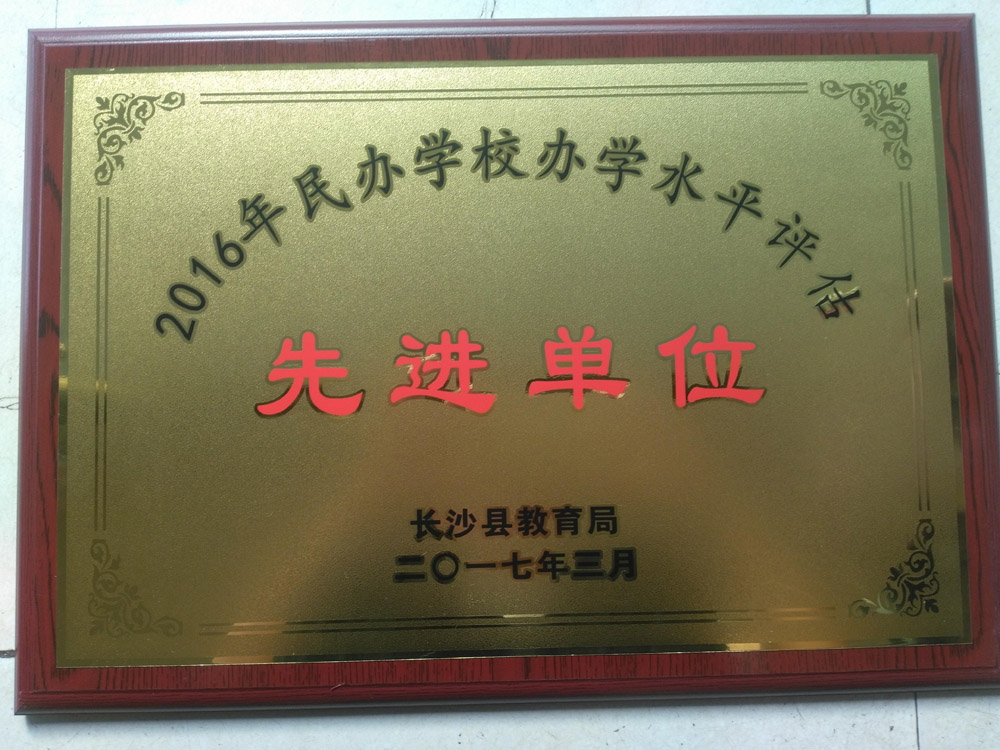 2016年民办学校办学水平评估
先进单位
长沙县教育局
二〇一七年三月